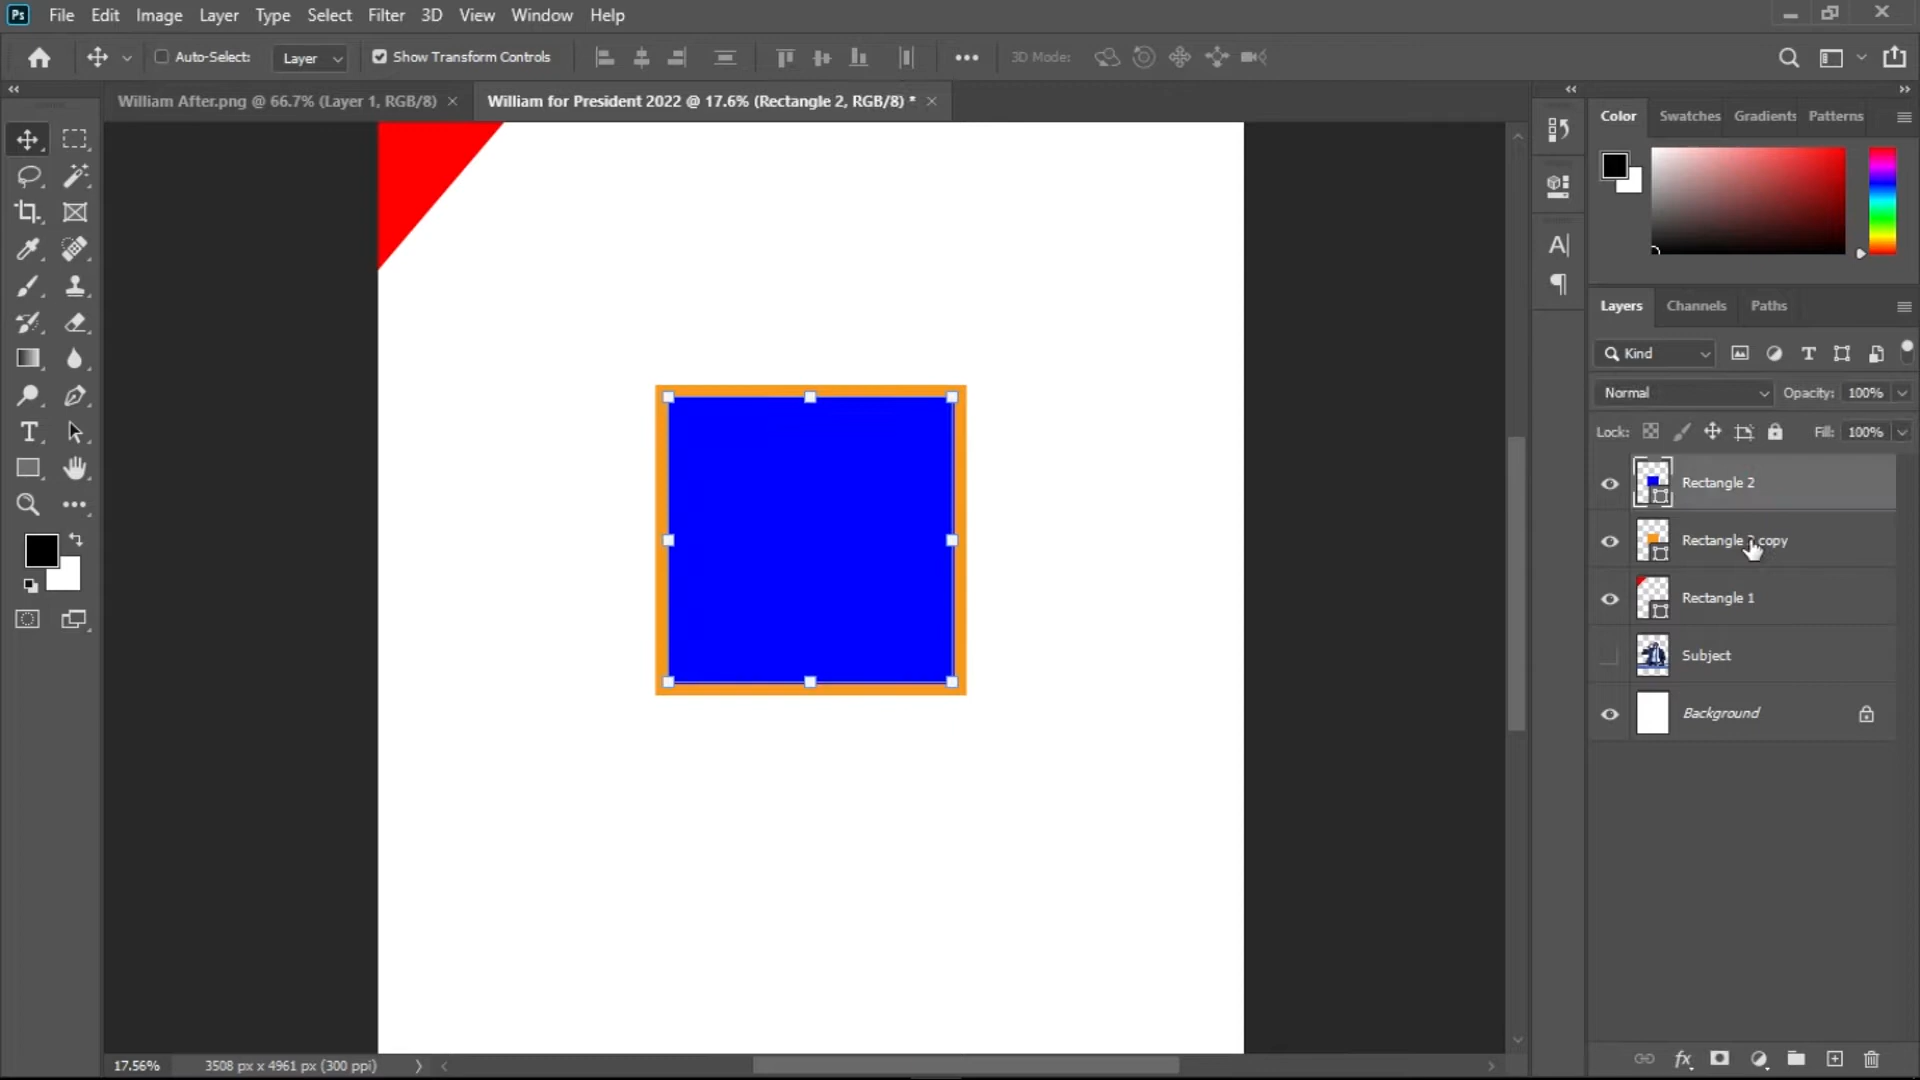 Ps File Edit Image Layer Type Select Filter 3D View Window Help
Auto-Select: Layer Show Transform Controls 3D Mode:
William After.png @ 66.7% (Layer 1, RGB/8) William for President 2022 @ 17.6% (Rectangle 2, RGB/8) *
Color Swatches Gradients Patterns
Layers Channels Paths
Kind
Normal Opacity: 100%
Lock: Fill: 100%
Rectangle 2
Rectangle 2 copy
Rectangle 1
Subject
Background
17.56% 3508 px x 4961 px (300 ppi)